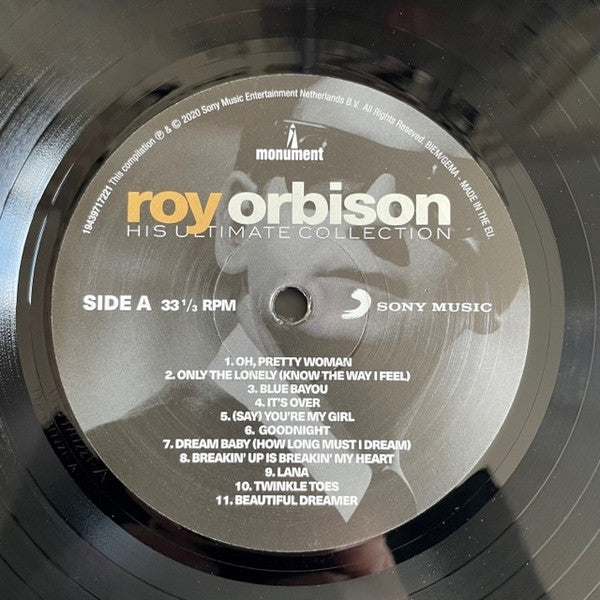 19439717221 This compilation ℗ & © 2020 Sony Music Entertainment Netherlands B.V. All Rights Reseved. BIEM/GEMA - MADE IN THE EU.
monument
roy orbison
HIS ULTIMATE COLLECTION
SIDE A 33 1/3 RPM
SONY MUSIC
1. OH, PRETTY WOMAN
2. ONLY THE LONELY (KNOW THE WAY I FEEL)
3. BLUE BAYOU
4. IT'S OVER
5. (SAY) YOU'RE MY GIRL
6. GOODNIGHT
7. DREAM BABY (HOW LONG MUST I DREAM)
8. BREAKIN' UP IS BREAKIN' MY HEART
9. LANA
10. TWINKLE TOES
11. BEAUTIFUL DREAMER